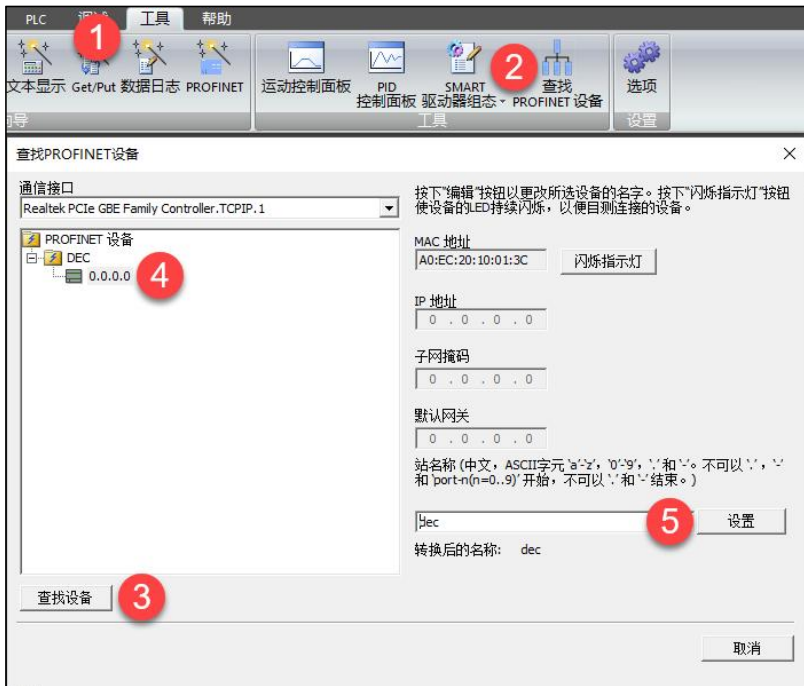 PLC 工具 帮助
文本显示 Get/Put 数据日志 PROFINET 运动控制面板 PID 控制面板 SMART 驱动器组态 查找 PROFINET 设备 选项
工具 设置
1
2
查找PROFINET设备
通信接口
Realtek PCIe GBE Family Controller.TCPIP.1
PROFINET 设备
DEC
0.0.0.0
4
查找设备
3
按下"编辑"按钮以更改所选设备的名字。按下"闪烁指示灯"按钮
使设备的LED持续闪烁，以便目测连接的设备。
MAC 地址
A0:EC:20:10:01:3C 闪烁指示灯
IP 地址
0 . 0 . 0 . 0
子网掩码
0 . 0 . 0 . 0
默认网关
0 . 0 . 0 . 0
站名称 (中文，ASCII字元 'a'-'z'，'0'-'9'，'.' 和 '-'。不可以 '.'，'-'
和 'port-n(n=0..9)' 开始，不可以 '.' 和 '-' 结束。)
dec 5 设置
转换后的名称: dec
取消